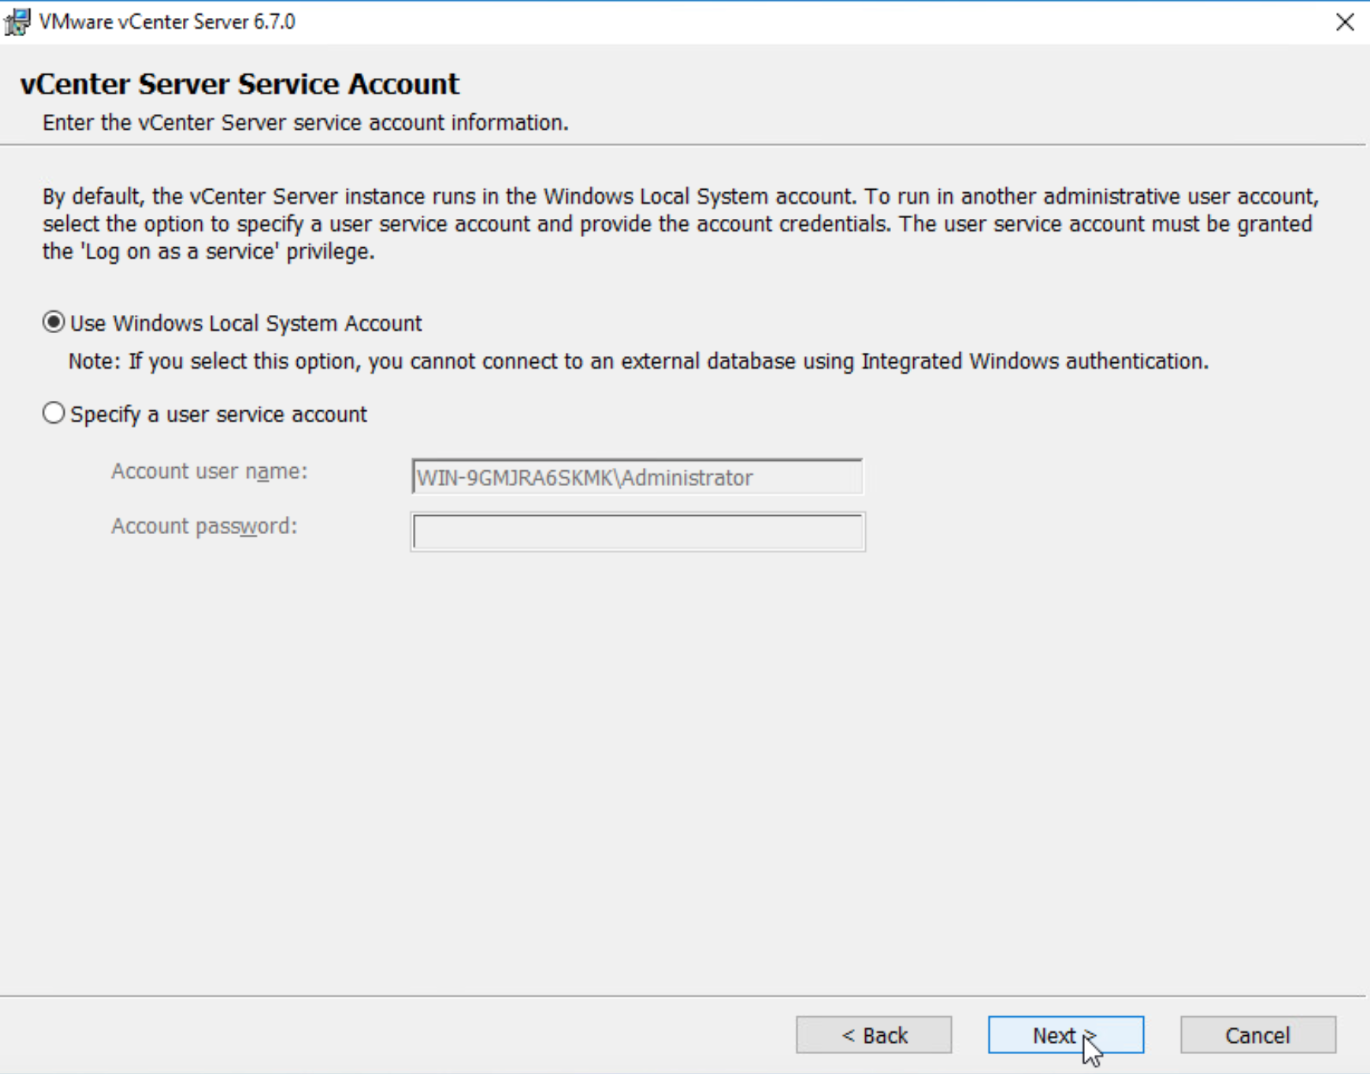 VMware vCenter Server 6.7.0
vCenter Server Service Account
Enter the vCenter Server service account information.
By default, the vCenter Server instance runs in the Windows Local System account. To run in another administrative user account,
select the option to specify a user service account and provide the account credentials. The user service account must be granted
the 'Log on as a service' privilege.
Use Windows Local System Account
Note: If you select this option, you cannot connect to an external database using Integrated Windows authentication.
Specify a user service account
Account user name:
WIN-9GMJRA6SKMK\Administrator
Account password:
< Back
Next >
Cancel